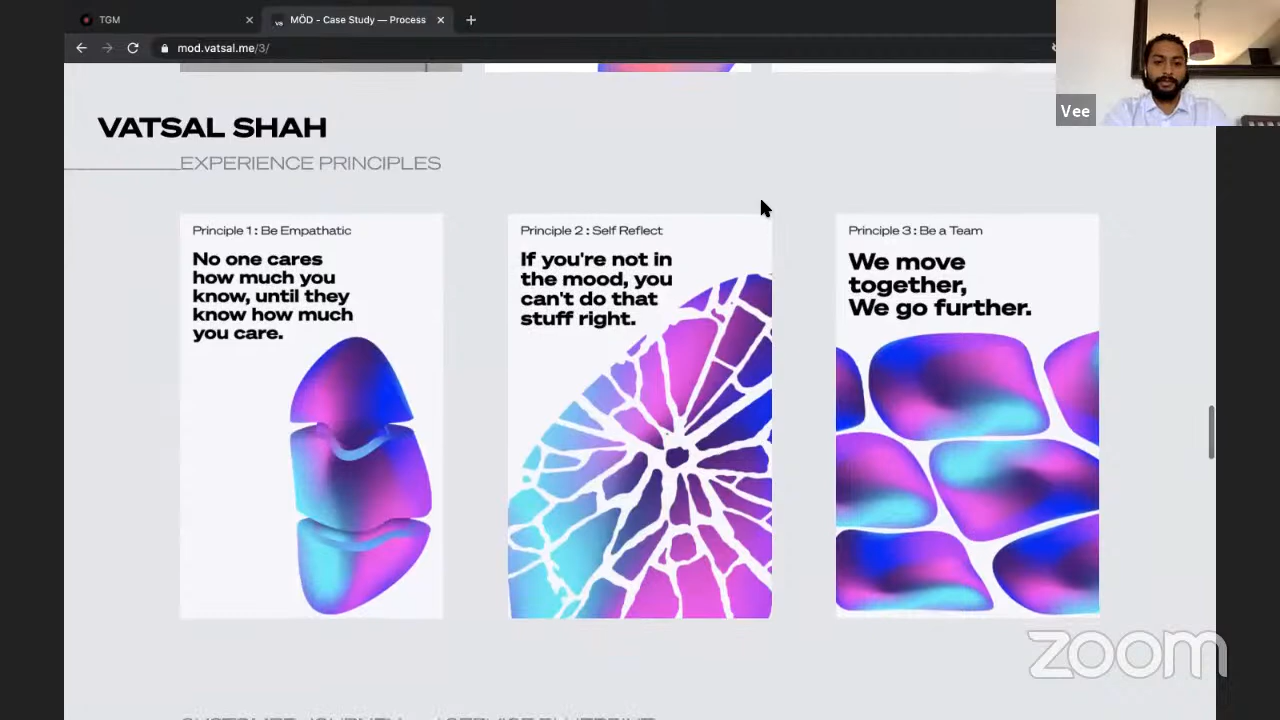 TGM
MÖD - Case Study — Process
mod.vatsal.me/3/
Vee
VATSAL SHAH
EXPERIENCE PRINCIPLES
Principle 1 : Be Empathatic
No one cares
how much you
know, until they
know how much
you care.
Principle 2 : Self Reflect
If you're not in
the mood, you
can't do that
stuff right.
Principle 3 : Be a Team
We move
together,
We go further.
zoom